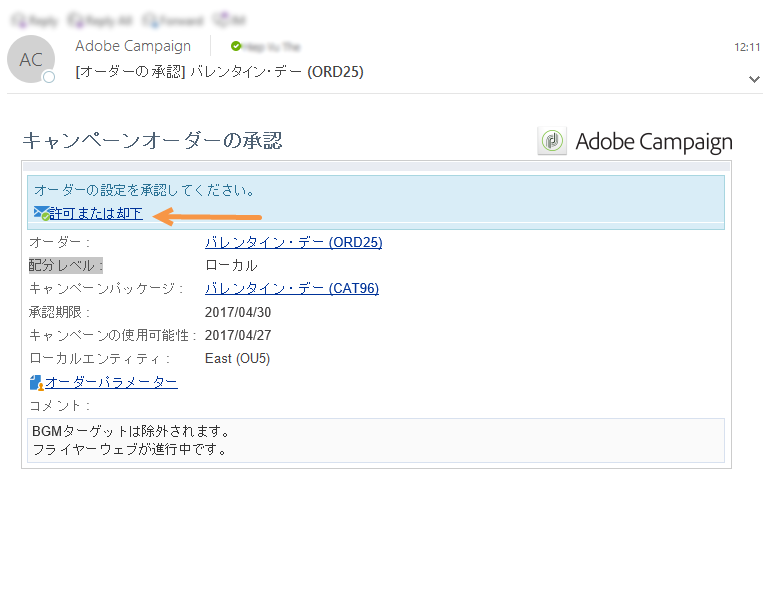 Reply Reply All Forward IM
AC
Adobe Campaign
12:11
[オーダーの承認] バレンタイン・デー (ORD25)
キャンペーンオーダーの承認
Adobe Campaign
オーダーの設定を承認してください。
許可または却下
オーダー :
バレンタイン・デー (ORD25)
配分レベル :
ローカル
キャンペーンパッケージ :
バレンタイン・デー (CAT96)
承認期限 :
2017/04/30
キャンペーンの使用可能性 :
2017/04/27
ローカルエンティティ :
East (OU5)
オーダーパラメーター
コメント :
BGMターゲットは除外されます。
フライヤーウェブが進行中です。